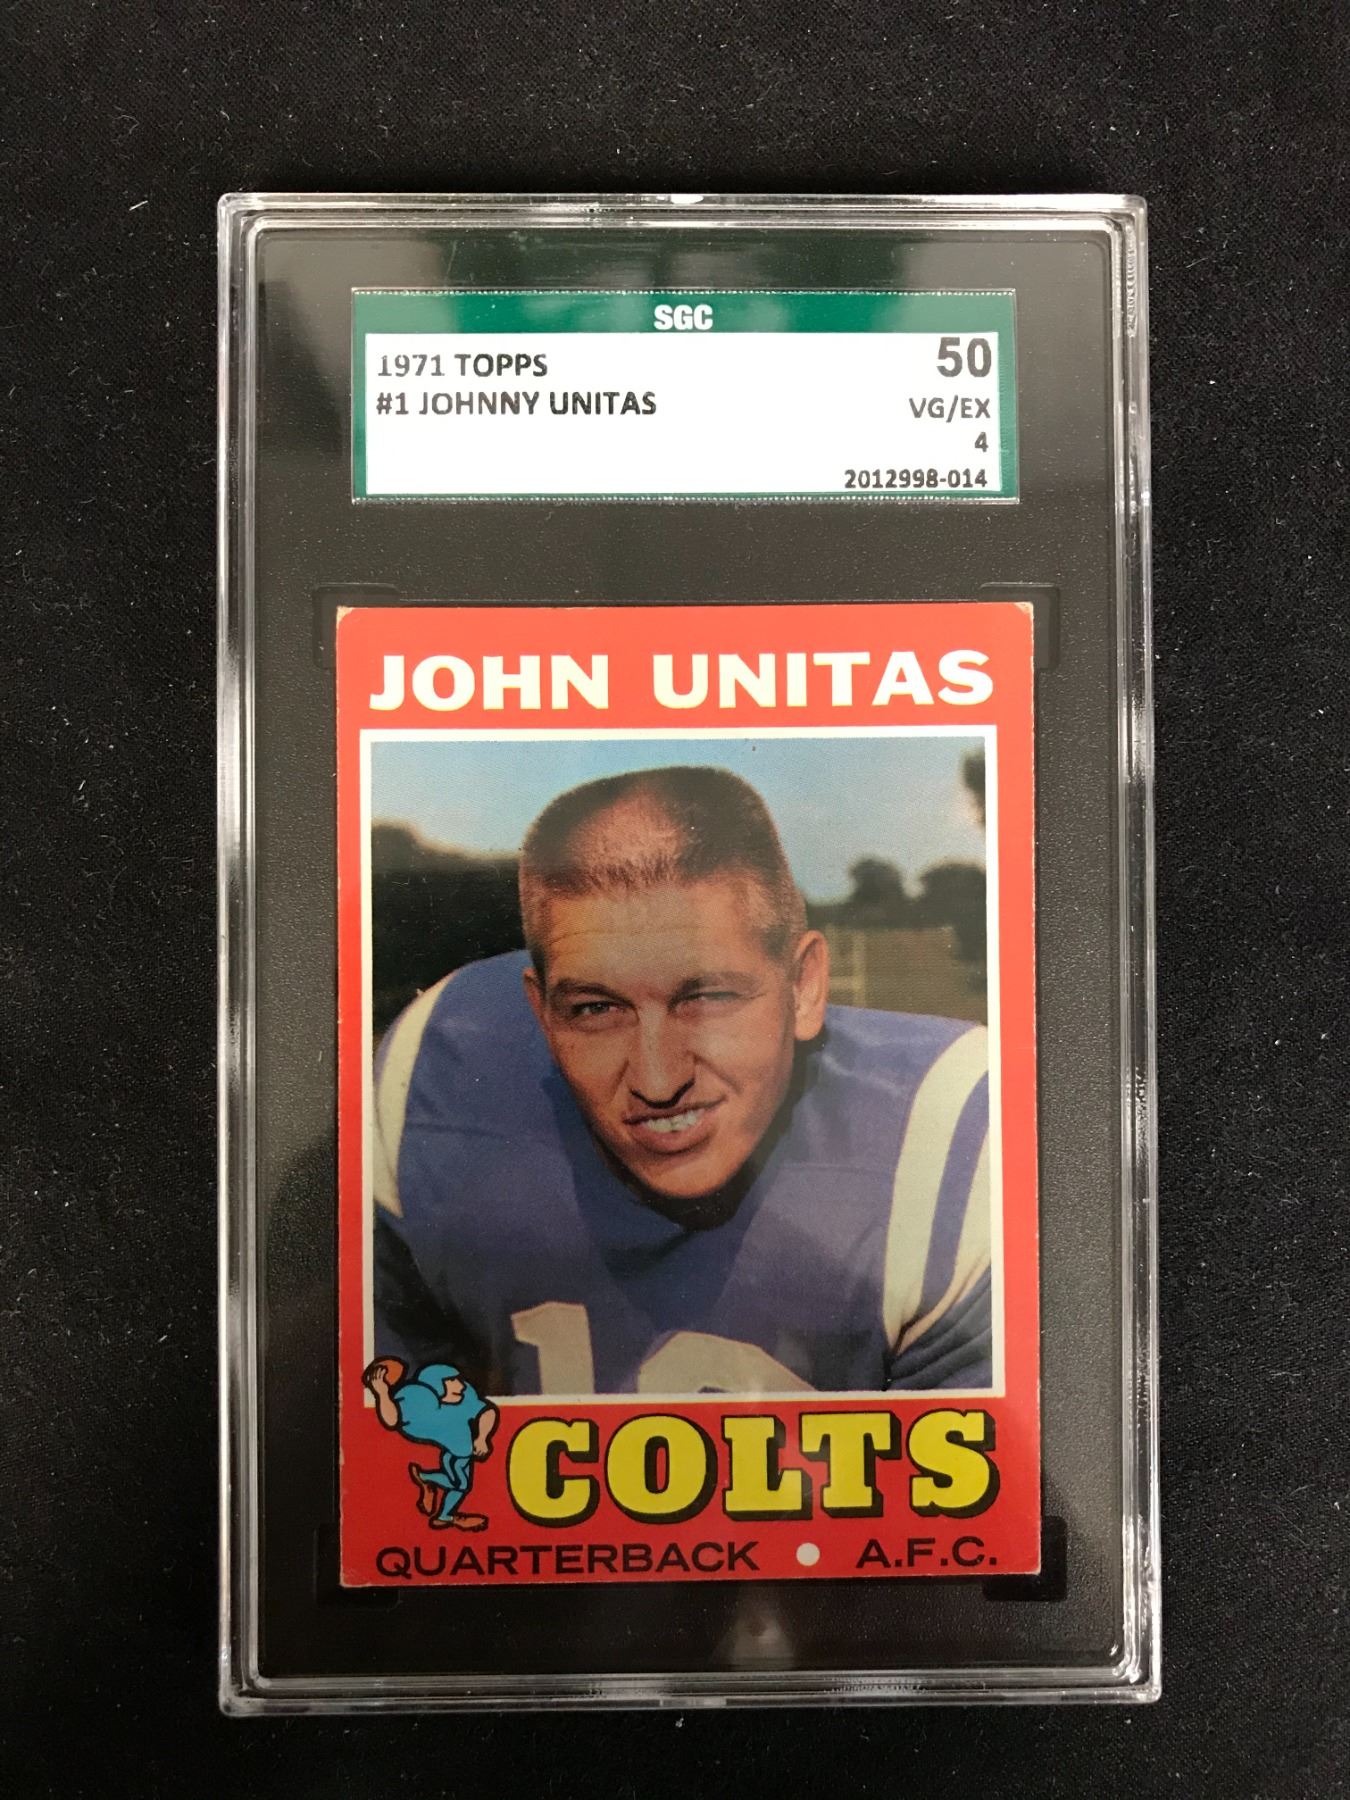 SGC
1971 TOPPS 50
#1 JOHNNY UNITAS VG/EX
4
2012998-014
JOHN UNITAS
COLTS
QUARTERBACK • A.F.C.